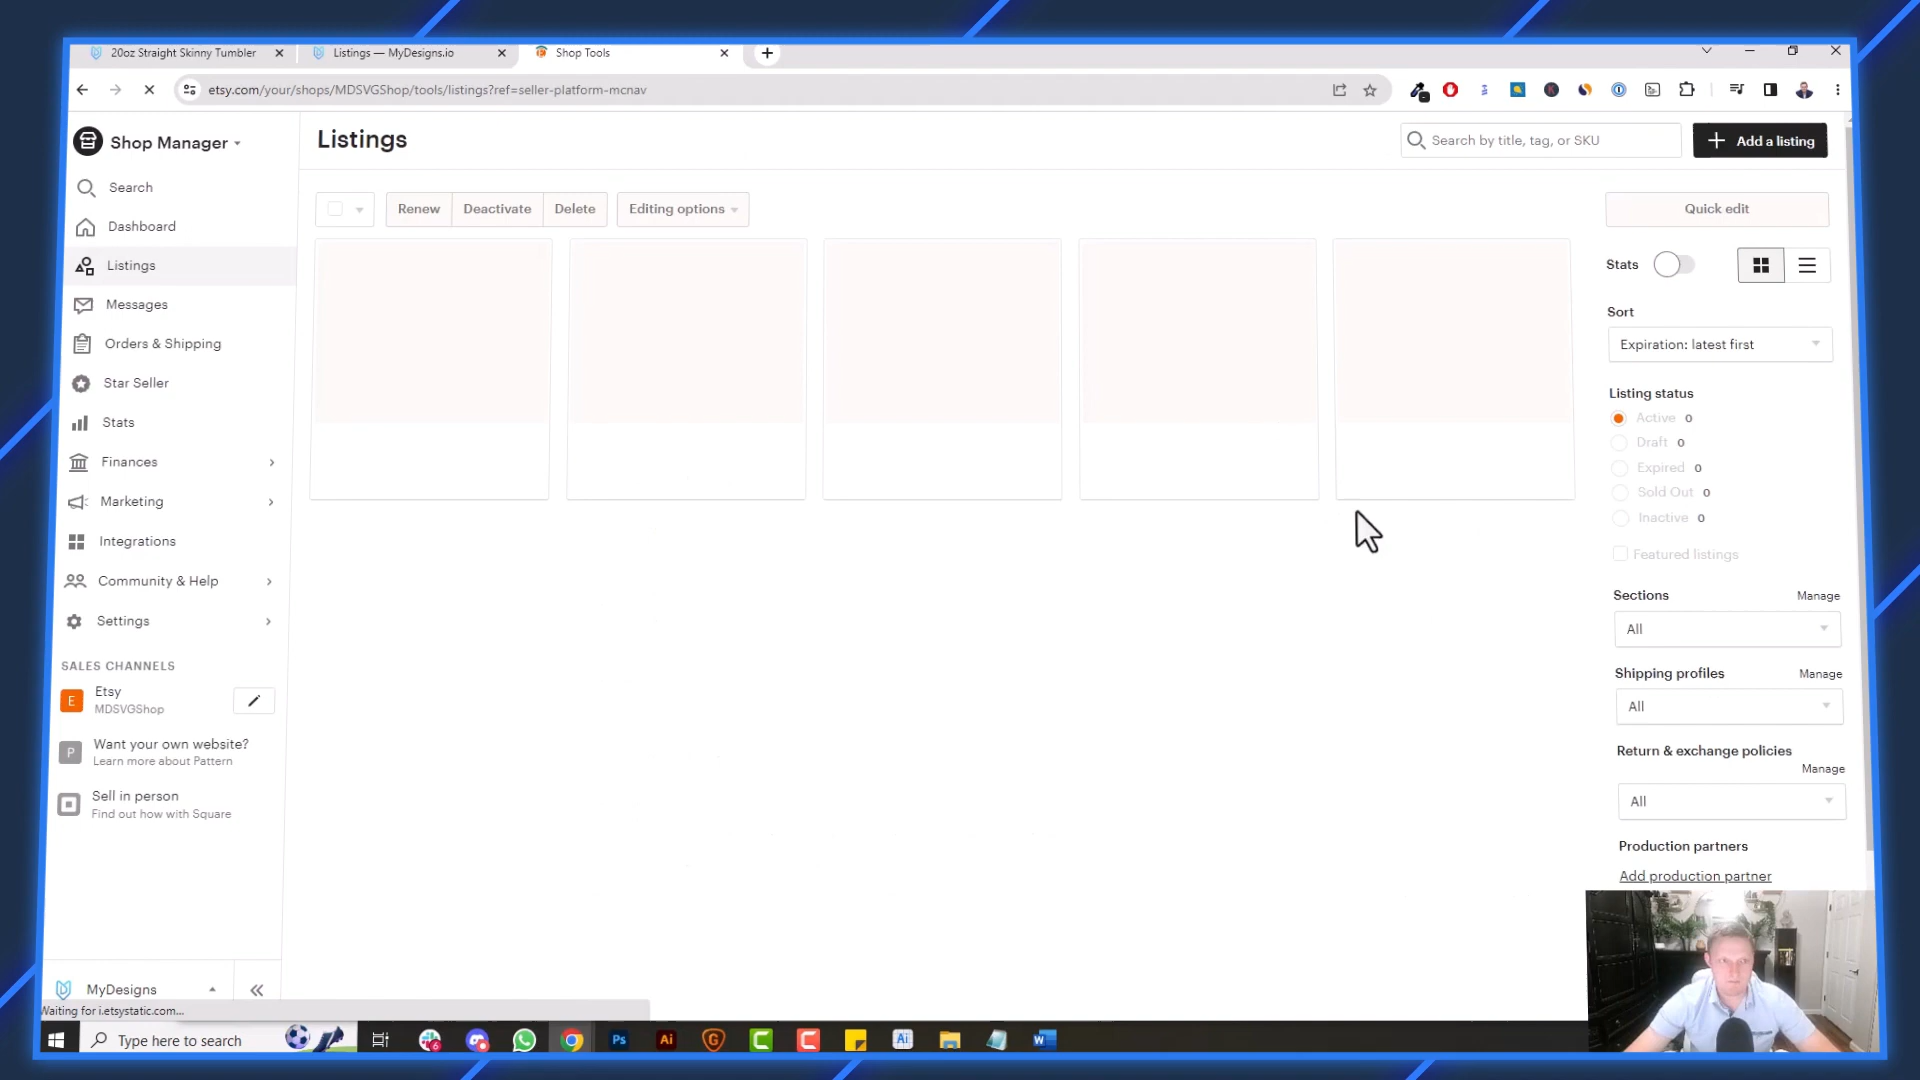 20oz Straight Skinny Tumbler
Listings — MyDesigns.io
Shop Tools
etsy.com/your/shops/MDSVGShop/tools/listings?ref=seller-platform-mcnav
Shop Manager
Search
Dashboard
Listings
Messages
Orders & Shipping
Star Seller
Stats
Finances
Marketing
Integrations
Community & Help
Settings
SALES CHANNELS
E
Etsy
MDSVGShop
P
Want your own website?
Learn more about Pattern
Sell in person
Find out how with Square
MyDesigns
Waiting for i.etsystatic.com...
Listings
Search by title, tag, or SKU
Add a listing
Renew
Deactivate
Delete
Editing options
Quick edit
Stats
Sort
Expiration: latest first
Listing status
Active 0
Draft 0
Expired 0
Sold Out 0
Inactive 0
Featured listings
Sections
Manage
All
Shipping profiles
Manage
All
Return & exchange policies
Manage
All
Production partners
Add production partner
Type here to search
Ps
Ai
Ai
W